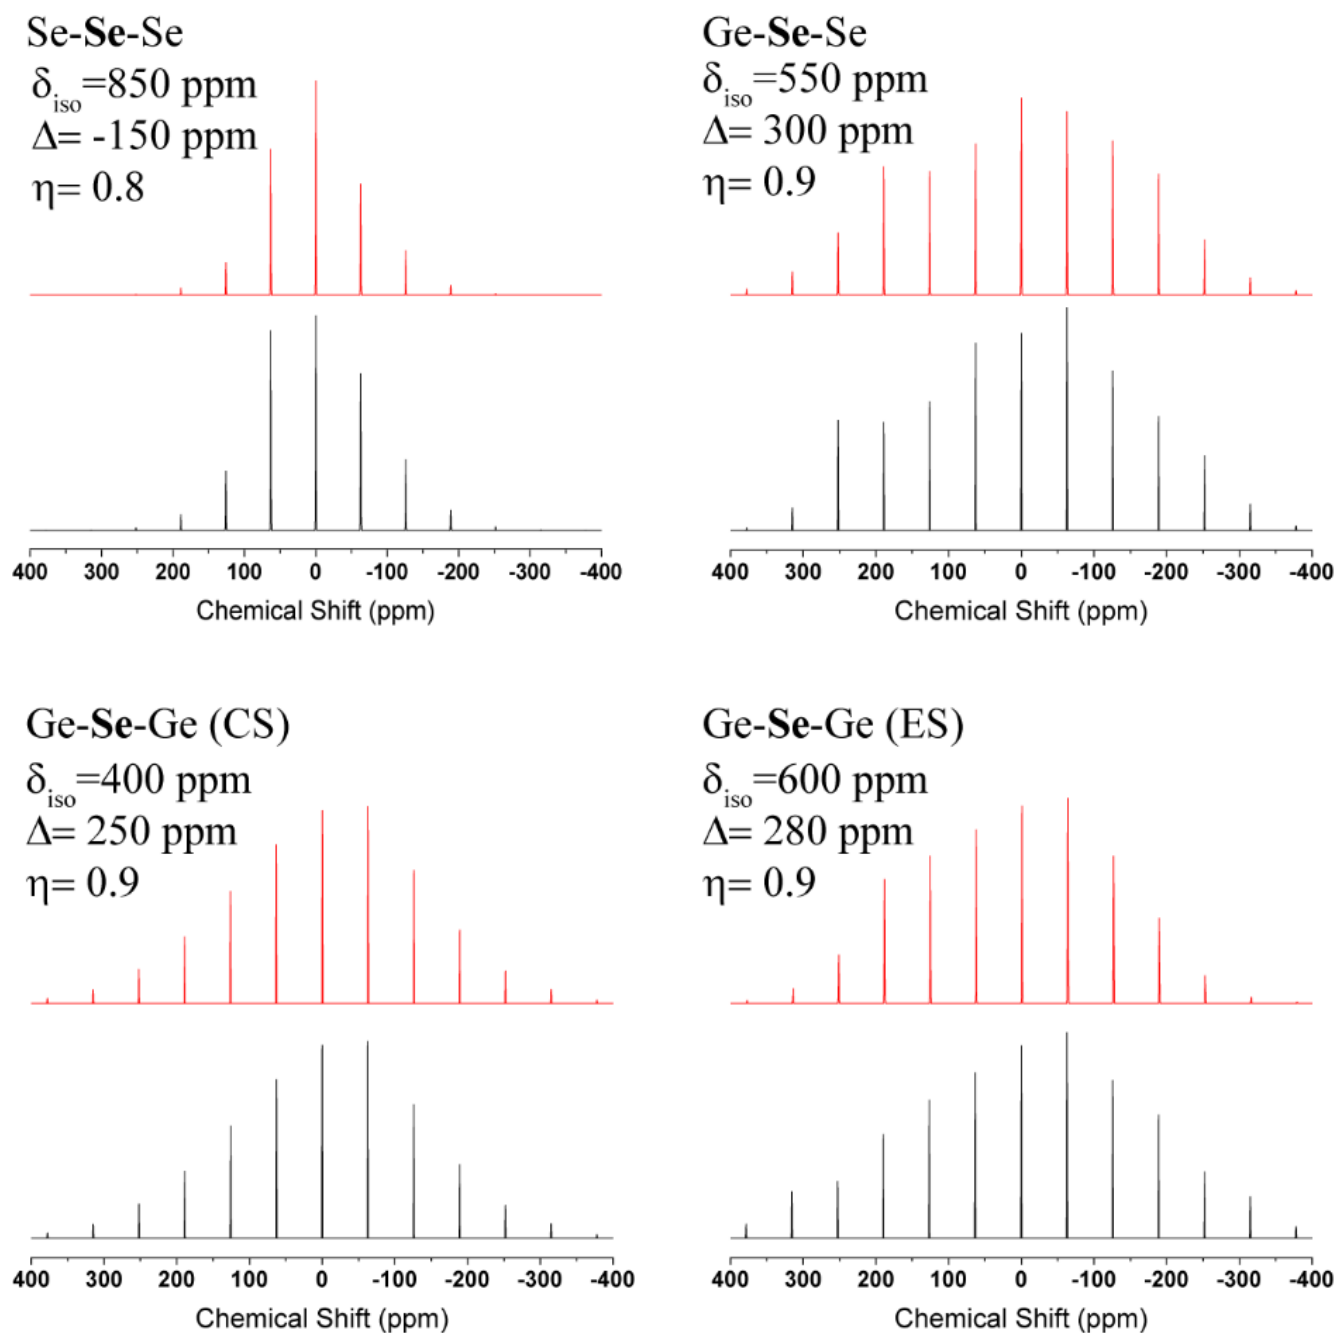 Se-Se-Se
δiso=850 ppm
Δ= -150 ppm
η= 0.8
400 300 200 100 0 -100 -200 -300 -400
Chemical Shift (ppm)
Ge-Se-Se
δiso=550 ppm
Δ= 300 ppm
η= 0.9
400 300 200 100 0 -100 -200 -300 -400
Chemical Shift (ppm)
Ge-Se-Ge (CS)
δiso=400 ppm
Δ= 250 ppm
η= 0.9
400 300 200 100 0 -100 -200 -300 -400
Chemical Shift (ppm)
Ge-Se-Ge (ES)
δiso=600 ppm
Δ= 280 ppm
η= 0.9
400 300 200 100 0 -100 -200 -300 -400
Chemical Shift (ppm)